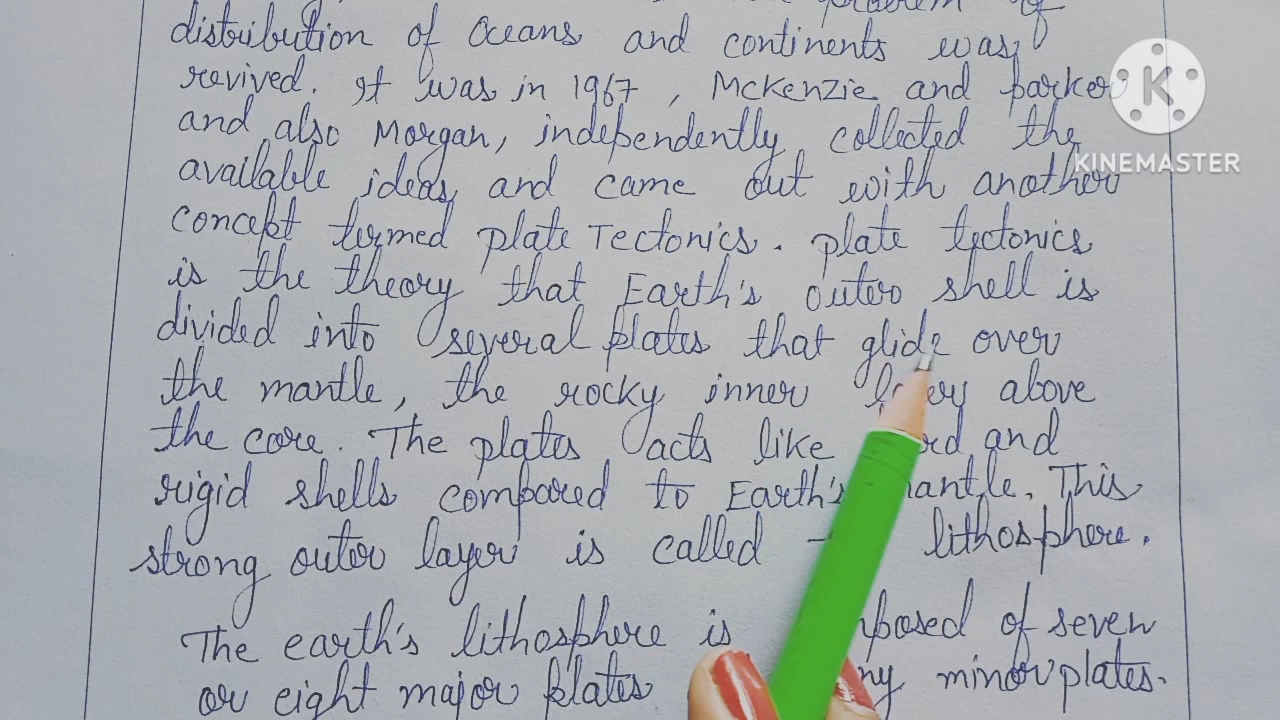 problem of
distribution of oceans and continents was
revived. It was in 1967, McKenzie and parker
and also Morgan, independently collected the
available ideas and came out with another
concept termed plate Tectonics. plate tectonics
is the theory that Earth's outer shell is
divided into several plates that glide over
the mantle, the rocky inner above
the core. The plates acts like and
rigid shells compared to Earth's This
strong outer layer is called lithosphere.
The earth's lithosphere is of seven
or eight major plates minor plates.
K
KINEMASTER